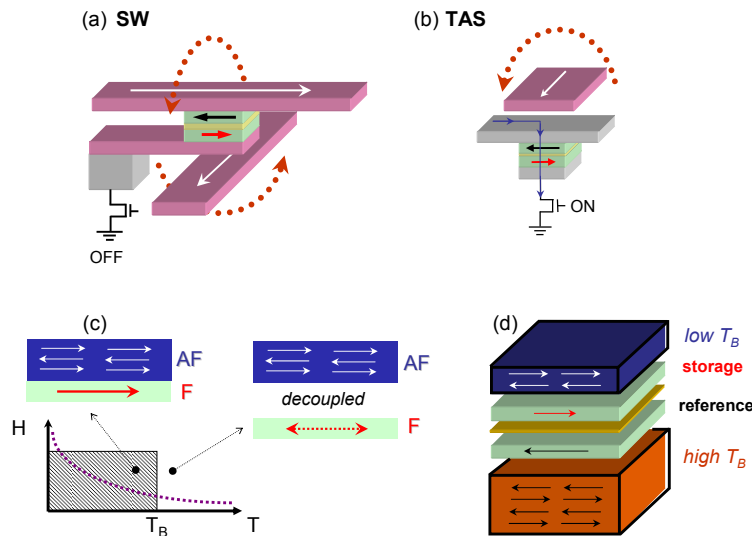 (a) SW
(b) TAS
OFF
ON
(c)
AF
F
AF
decoupled
F
H
T_B
T
(d)
low T_B
storage
reference
high T_B